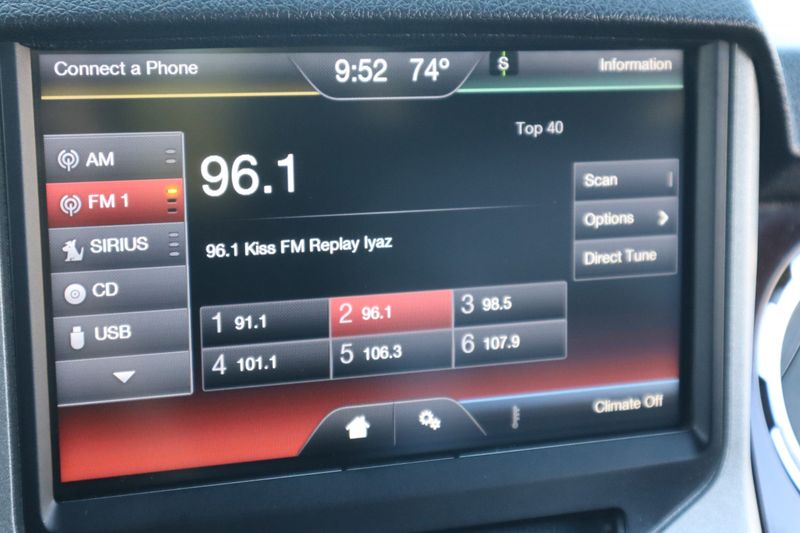 Connect a Phone
9:52 74°
S
Information
Top 40
AM
96.1
Scan
FM 1
Options
SIRIUS
96.1 Kiss FM Replay Iyaz
Direct Tune
CD
1 91.1
2 96.1
3 98.5
USB
4 101.1
5 106.3
6 107.9
Climate Off